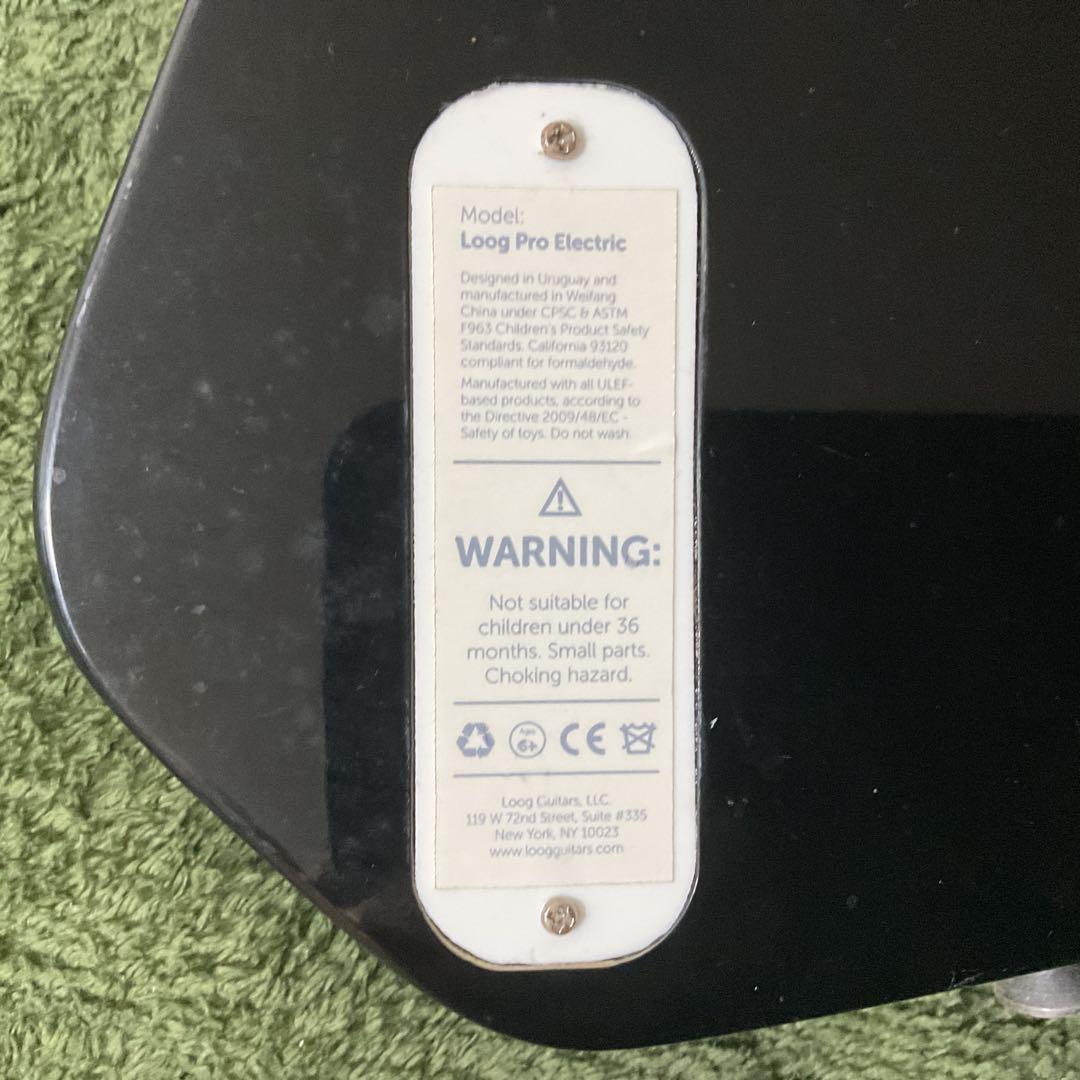 Model:
Loog Pro Electric
Designed in Uruguay and
manufactured in Weifang
China under CPSC & ASTM
F963 Children's Product Safety
Standards. California 93120
compliant for formaldehyde.
Manufactured with all ULEF-
based products, according to
the Directive 2009/48/EC -
Safety of toys. Do not wash.
WARNING:
Not suitable for
children under 36
months. Small parts.
Choking hazard.
Ages
6+
CE
Loog Guitars, LLC.
119 W 72nd Street, Suite #335
New York, NY 10023
www.loogguitars.com